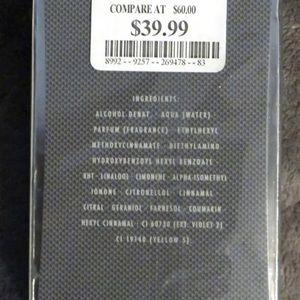 COMPARE AT $60.00
$39.99
8992 -- 9257 -- 269478 -- 83
INGREDIENTS:
ALCOHOL DENAT. - AQUA (WATER)
PARFUM (FRAGRANCE) - ETHYLHEXYL
METHOXYCINNAMATE - DIETHYLAMINO
HYDROXYBENZOYL HEXYL BENZOATE
BHT - LINALOOL - LIMONENE - ALPHA-ISOMETHYL
IONONE - CITRONELLOL - CINNAMAL
CITRAL - GERANIOL - FARNESOL - COUMARIN
HEXYL CINNAMAL - CI 60730 (EXT. VIOLET 2)
CI 19140 (YELLOW 5)